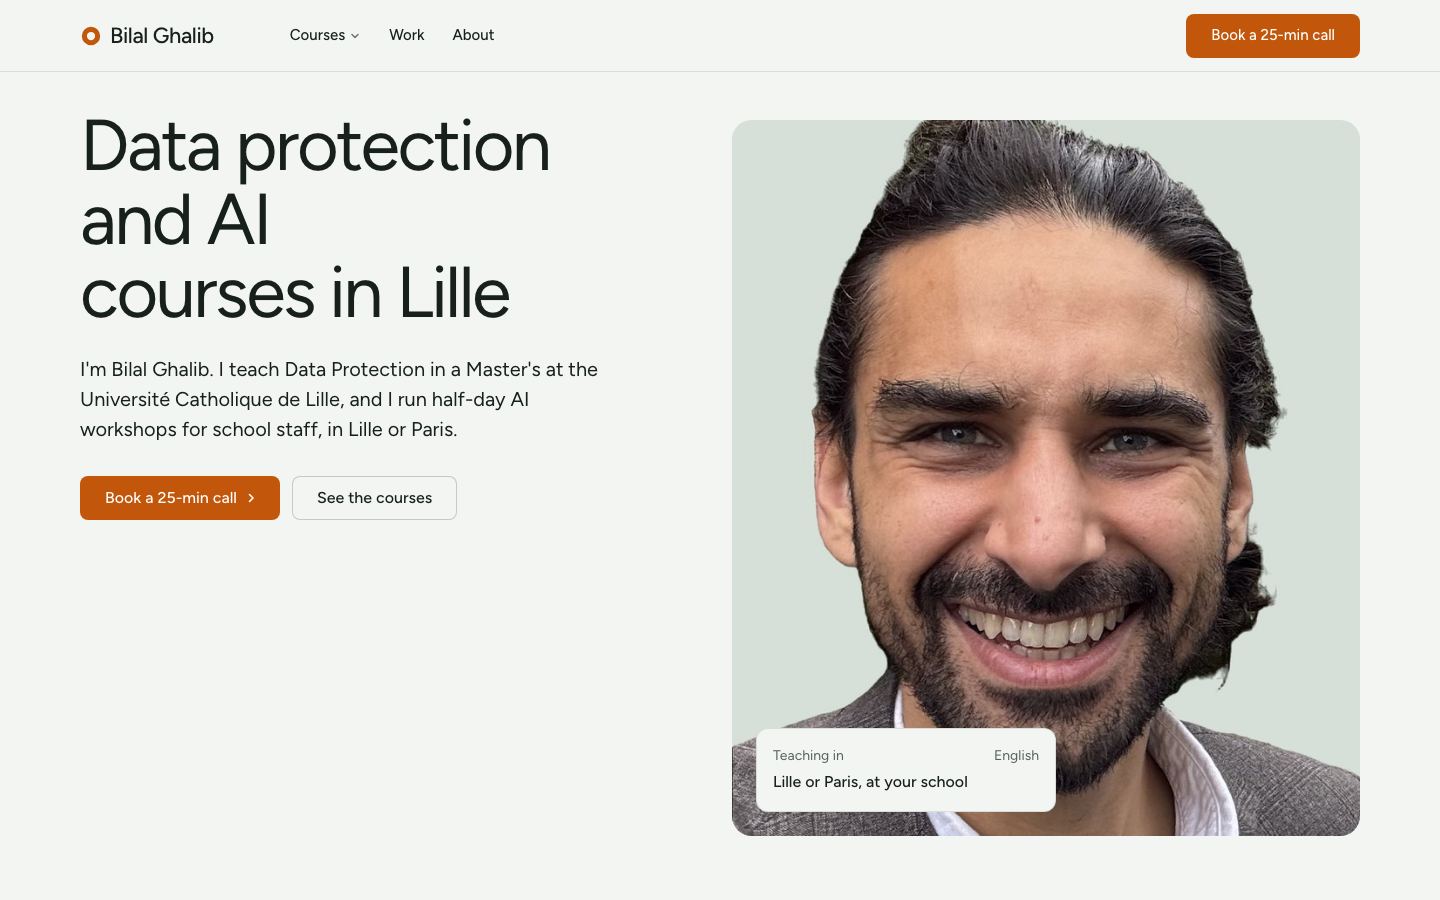 Bilal Ghalib
Courses
Work
About
Book a 25-min call
Data protection
and AI
courses in Lille
I'm Bilal Ghalib. I teach Data Protection in a Master's at the
Université Catholique de Lille, and I run half-day AI
workshops for school staff, in Lille or Paris.
Book a 25-min call
See the courses
Teaching in
English
Lille or Paris, at your school